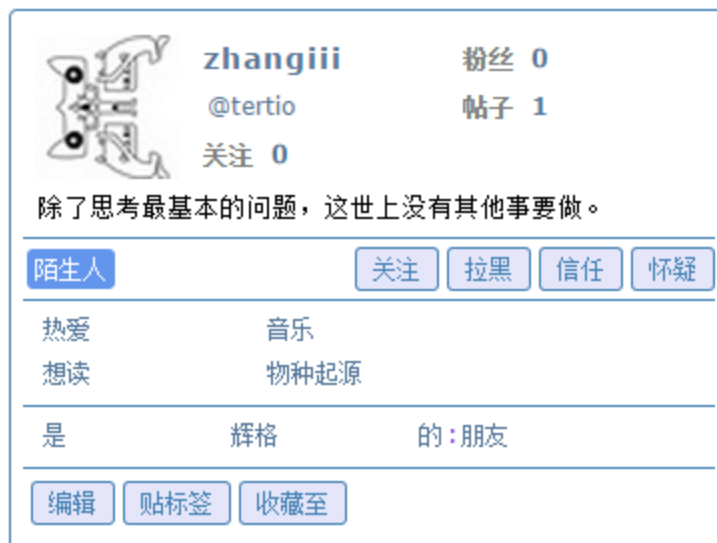 zhangiii 粉丝 0
@tertio 帖子 1
关注 0
除了思考最基本的问题，这世上没有其他事要做。
陌生人 关注 拉黑 信任 怀疑
热爱 音乐
想读 物种起源
是 辉格 的:朋友
编辑 贴标签 收藏至